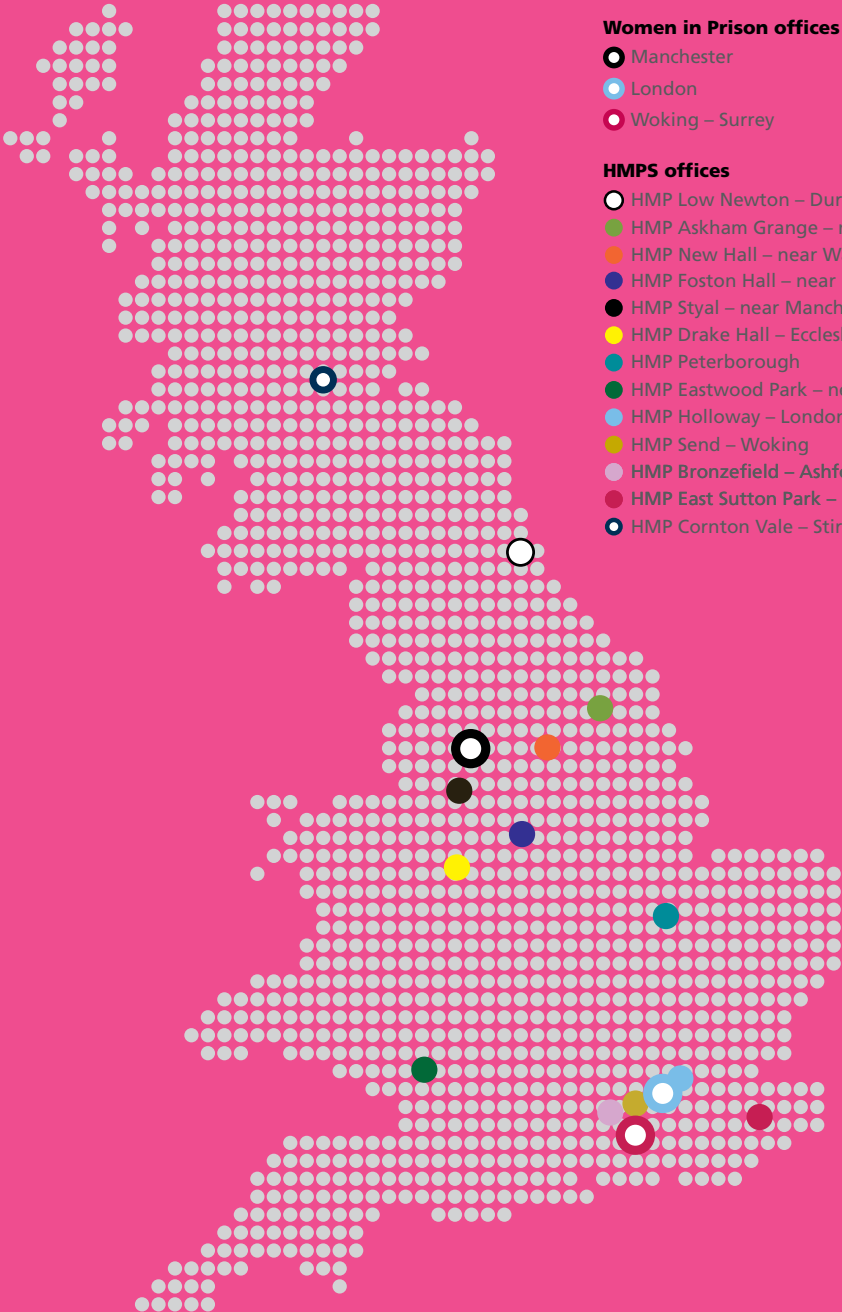 Women in Prison offices
Manchester
London
Woking – Surrey
HMPS offices
HMP Low Newton – Dur
HMP Askham Grange –
HMP New Hall – near W
HMP Foston Hall – near
HMP Styal – near Manch
HMP Drake Hall – Eccles
HMP Peterborough
HMP Eastwood Park – ne
HMP Holloway – London
HMP Send – Woking
HMP Bronzefield – Ashfo
HMP East Sutton Park –
HMP Cornton Vale – Stir